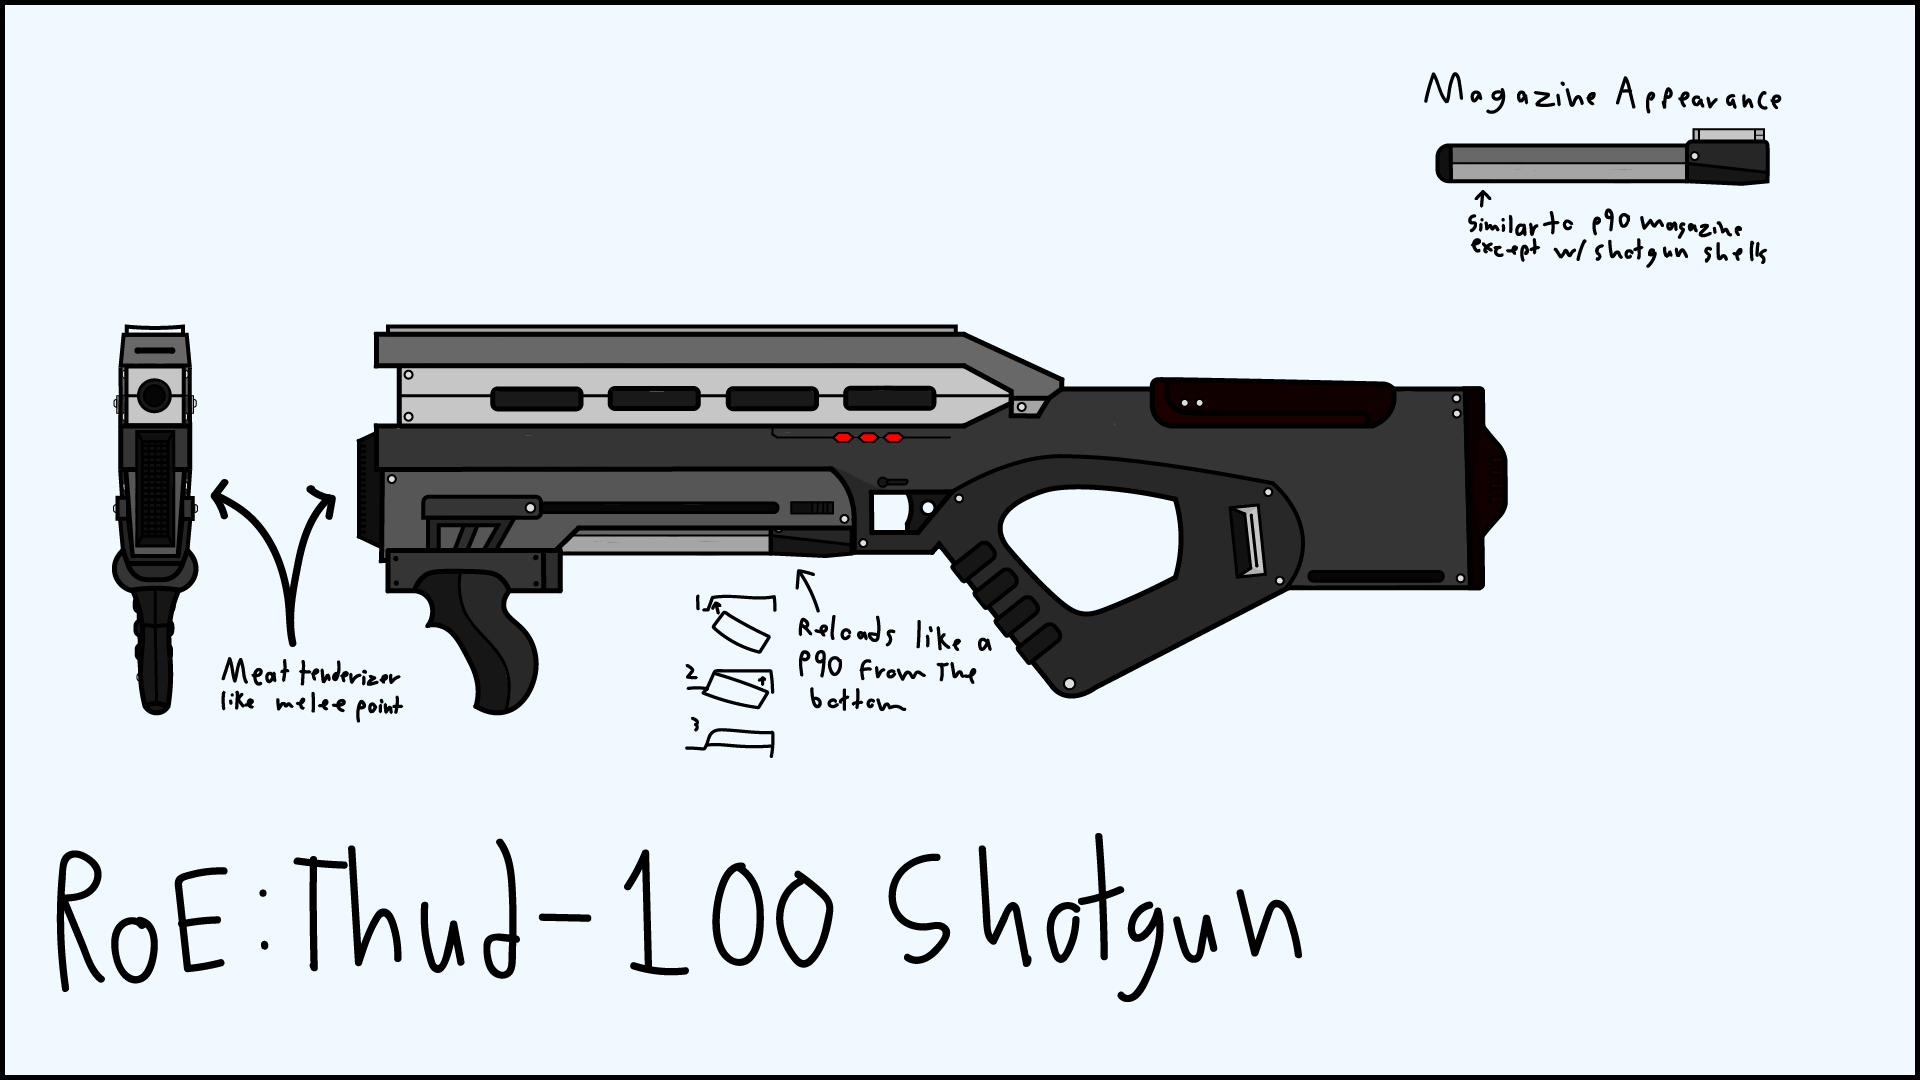 Magazine Appearance
Similar to p90 magazine
except w/ shotgun shells
Meat tenderizer
like melee point
1
2
3
Reloads like a
P90 From The
bottom
RoE: Thud-100 Shotgun